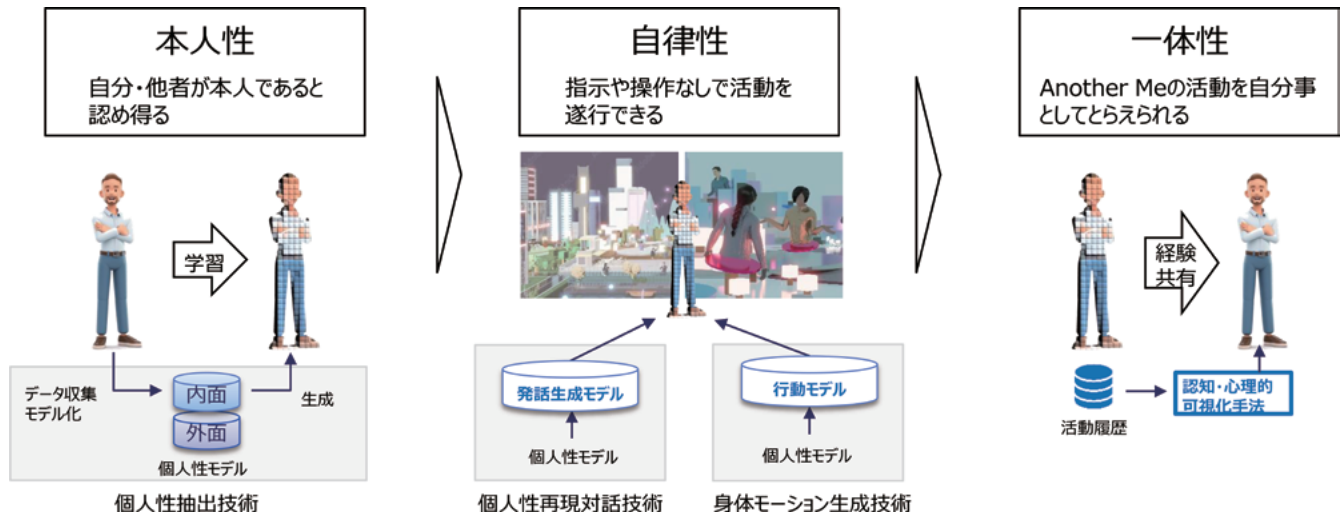 本人性
自分・他者が本人であると
認め得る
学習
データ収集
モデル化
内面
外面
生成
個人性モデル
個人性抽出技術
自律性
指示や操作なしで活動を
遂行できる
発話生成モデル
個人性モデル
個人性再現対話技術
行動モデル
個人性モデル
身体モーション生成技術
一体性
Another Meの活動を自分事
としてとらえられる
経験
共有
活動履歴
認知・心理的
可視化手法